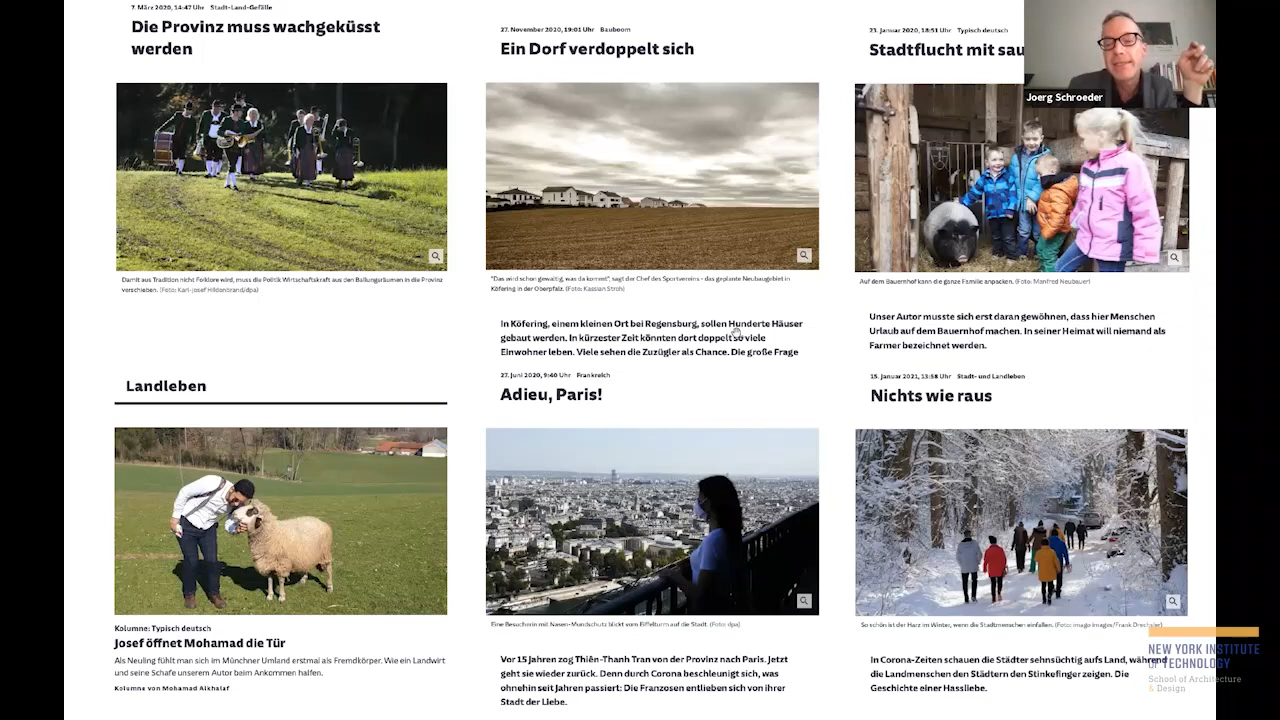 7. März 2020, 14:47 Uhr Stadt-Land-Gefälle
Die Provinz muss wachgeküsst
werden
Damit aus Tradition nicht Folklore wird, muss die Politik Wirtschaftskraft aus den Ballungsräumen in die Provinz
verschieben. (Foto: Karl-Josef Hildenbrand/dpa)
27. November 2020, 19:01 Uhr Bauboom
Ein Dorf verdoppelt sich
"Das wird schon gewaltig, was da kommt", sagt der Chef des Sportvereins - das geplante Neubaugebiet in
Köfering in der Oberpfalz. (Foto: Kassian Stroh)
In Köfering, einem kleinen Ort bei Regensburg, sollen Hunderte Häuser
gebaut werden. In kürzester Zeit könnten dort doppelt so viele
Einwohner leben. Viele sehen die Zuzügler als Chance. Die große Frage
23. Januar 2020, 18:51 Uhr Typisch deutsch
Stadtflucht mit sau
Joerg Schroeder
Auf dem Bauernhof kann die ganze Familie anpacken. (Foto: Manfred Neubauer)
Unser Autor musste sich erst daran gewöhnen, dass hier Menschen
Urlaub auf dem Bauernhof machen. In seiner Heimat will niemand als
Farmer bezeichnet werden.
Landleben
Kolumne: Typisch deutsch
Josef öffnet Mohamad die Tür
Als Neuling fühlt man sich im Münchner Umland erstmal als Fremdkörper. Wie ein Landwirt
und seine Schafe unserem Autor beim Ankommen halfen.
Kolumne von Mohamad Alkhalaf
27. Juni 2020, 9:40 Uhr Frankreich
Adieu, Paris!
Eine Besucherin mit Nasen-Mundschutz blickt vom Eiffelturm auf die Stadt. (Foto: dpa)
Vor 15 Jahren zog Thiên-Thanh Tran von der Provinz nach Paris. Jetzt
geht sie wieder zurück. Denn durch Corona beschleunigt sich, was
ohnehin seit Jahren passiert: Die Franzosen entlieben sich von ihrer
Stadt der Liebe.
15. Januar 2021, 13:58 Uhr Stadt- und Landleben
Nichts wie raus
So schön ist der Harz im Winter, wenn die Stadtmenschen einfallen. (Foto: imago images/Frank Drechsler)
In Corona-Zeiten schauen die Städter sehnsüchtig aufs Land, während
die Landmenschen den Städtern den Stinkefinger zeigen. Die
Geschichte einer Hassliebe.
NEW YORK INSTITUTE
OF TECHNOLOGY
School of Architecture
& Design